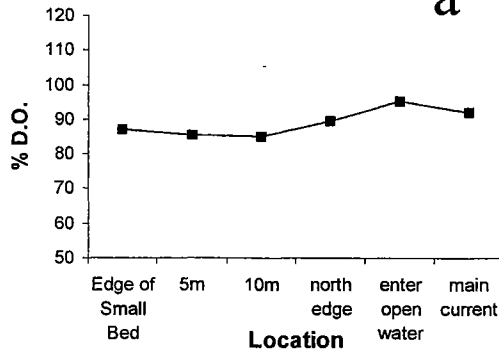 a
120
110
100
90
80
70
60
50
% D.O.
Edge of Small Bed
5m
10m
north edge
enter open water
main current
Location